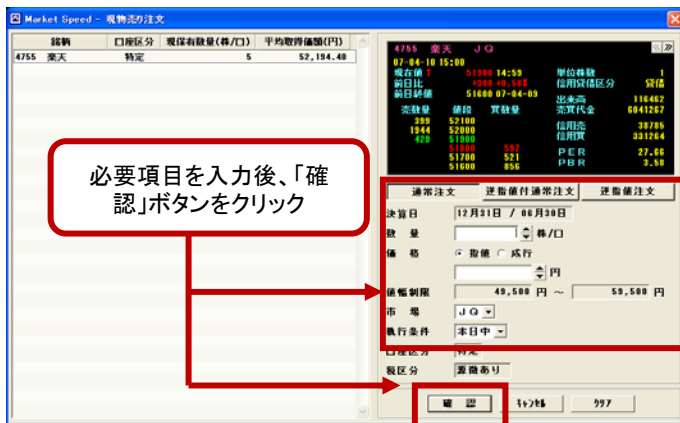 Market Speed - 現物売り注文
銘柄 口座区分 現保有数量(株/口) 平均取得価額(円)
4755 楽天 特定 5 52,194.40
4755 楽天 JQ
07-04-10 15:00
現在値 ↑ 51900 14:59 単位株数 1
前日比 +300 +0.58% 信用貸借区分 貸借
前日終値 51600 07-04-09
出来高 116462
売買代金 6041267
売数量 値段 買数量
399 52100
1944 52000
429 51900
51800 597
51700 521
51600 856
信用売 38785
信用買 331264
PER 27.66
PBR 3.58
必要項目を入力後、「確
認」ボタンをクリック
通常注文 逆指値付通常注文 逆指値注文
決算日 12月31日 / 06月30日
数 量 株/口
価 格 指値 成行
円
値幅制限 49,500 円 ~ 59,500 円
市 場 JQ
執行条件 本日中
口座区分 特定
税区分 源徴あり
確 認 キャンセル クリア